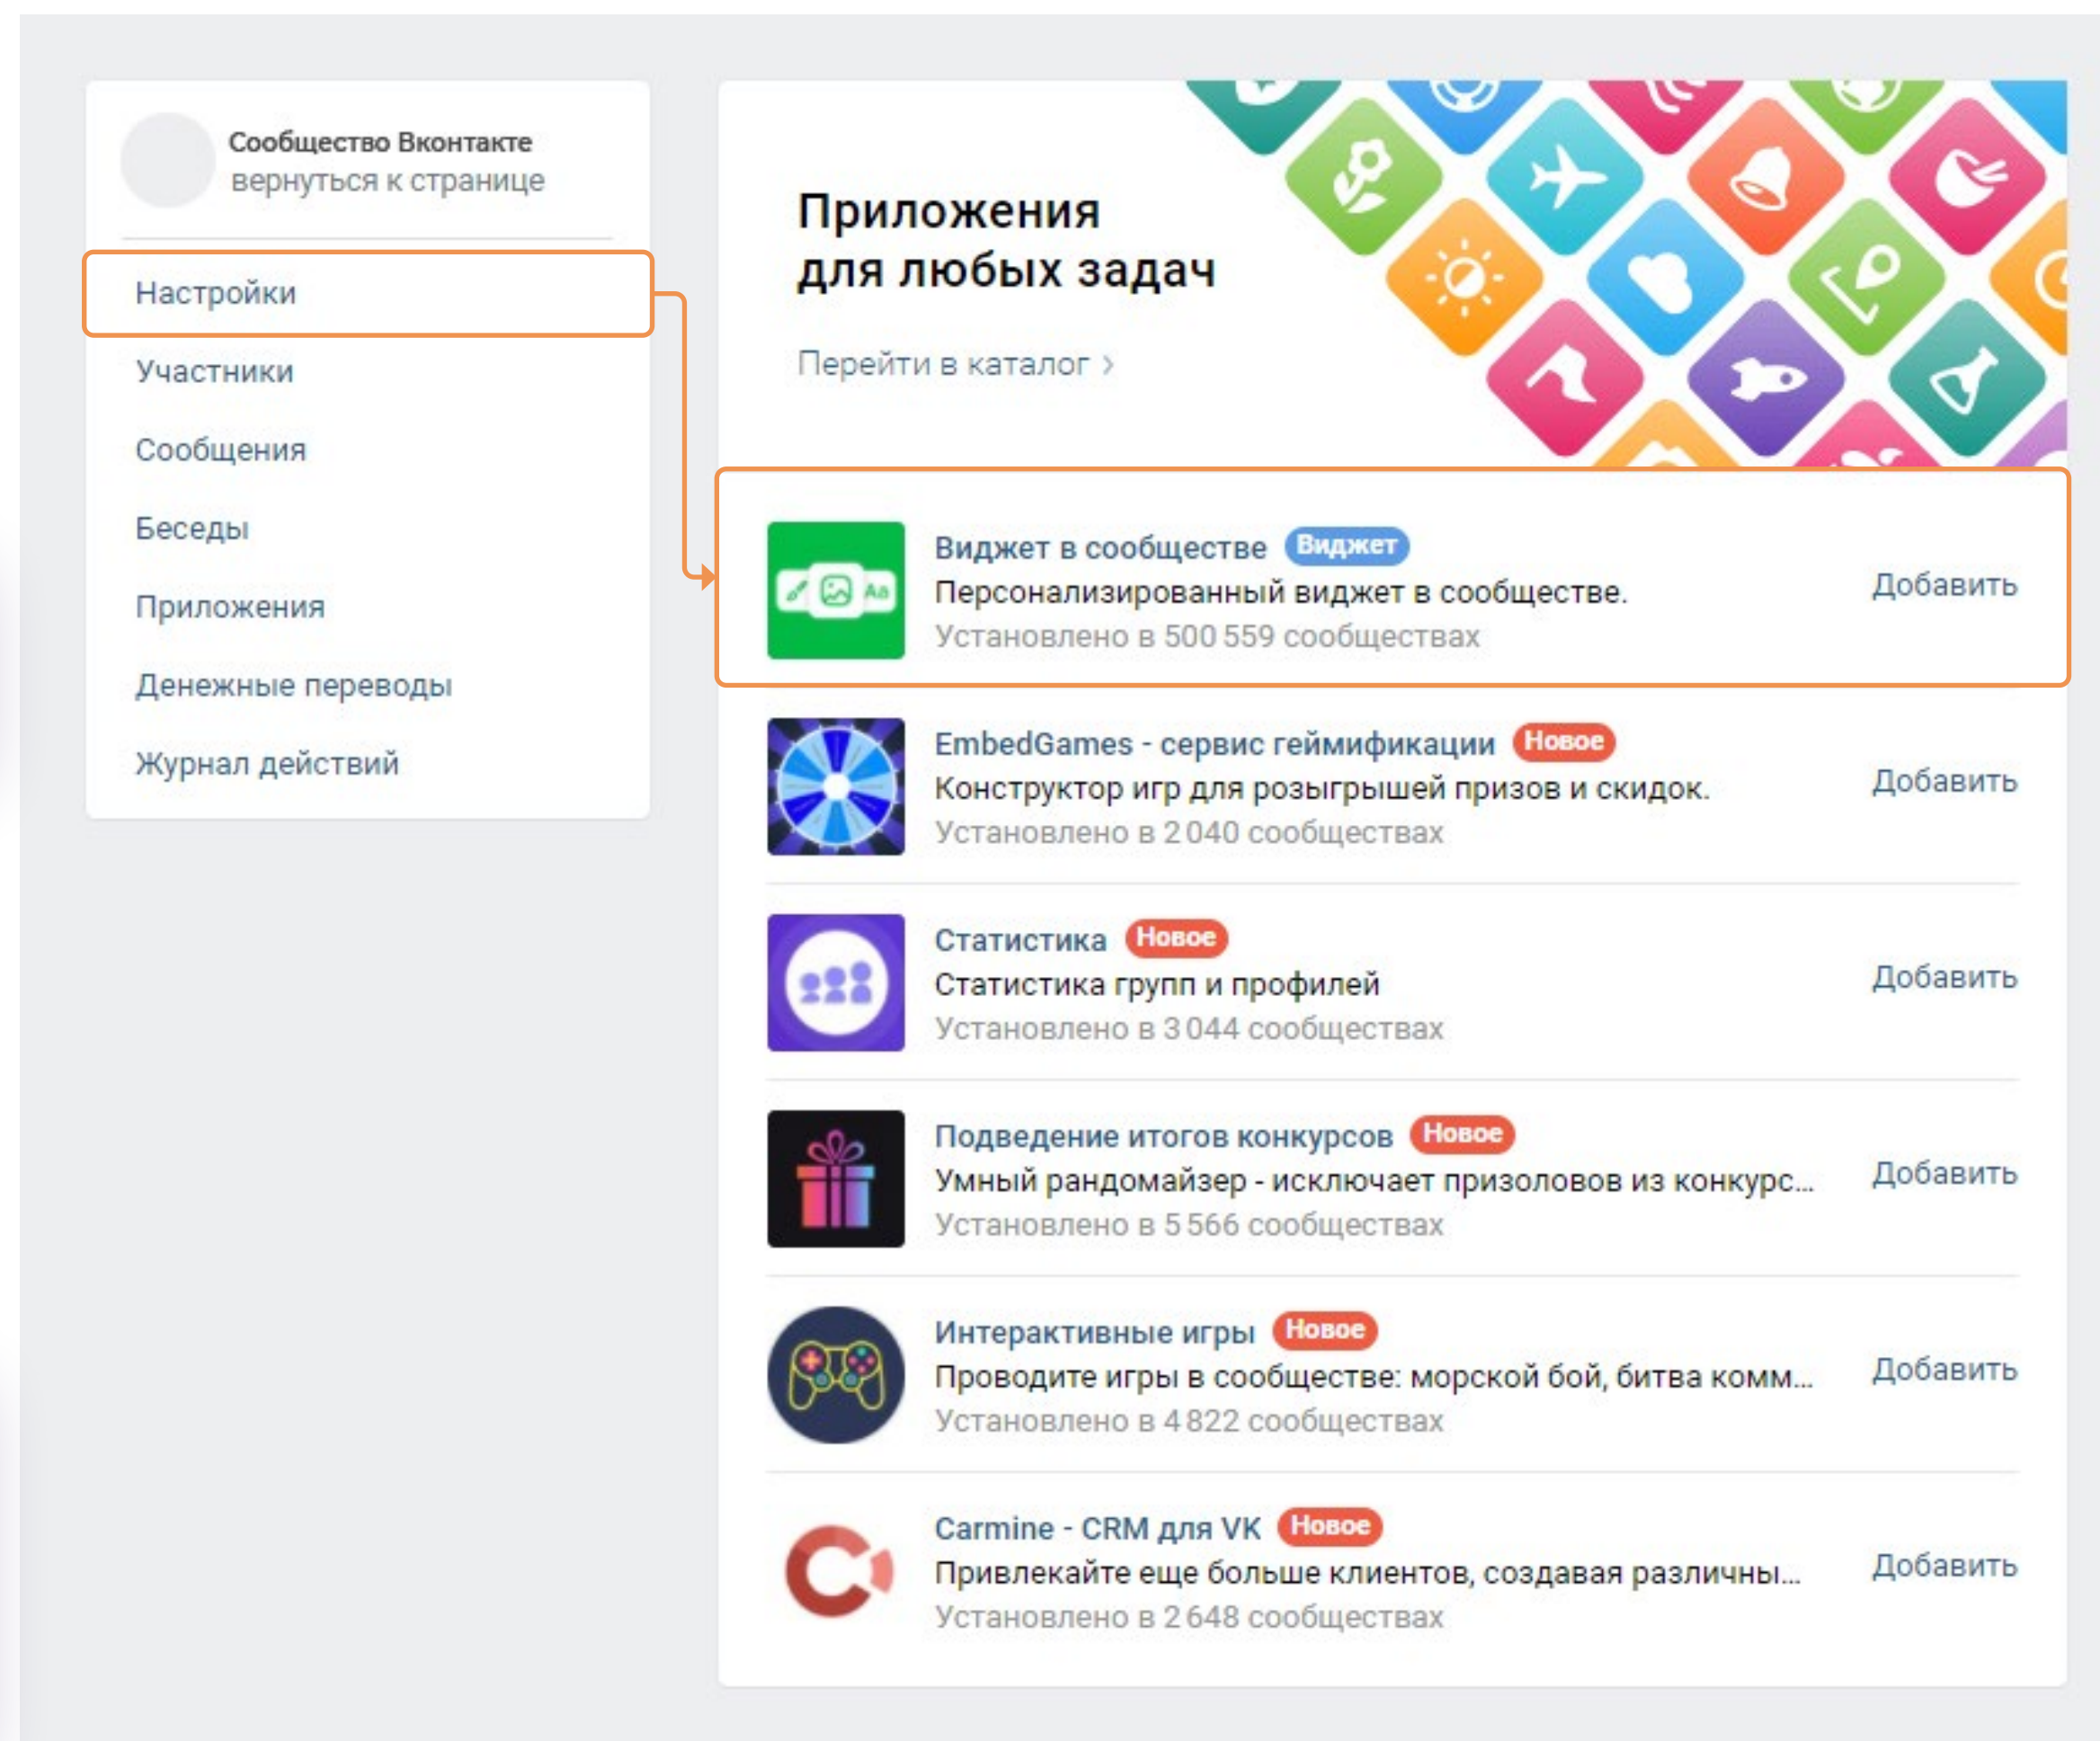 Сообщество Вконтакте
вернуться к странице
Настройки
Участники
Сообщения
Беседы
Приложения
Денежные переводы
Журнал действий
Приложения
для любых задач
Перейти в каталог >
Aa
Виджет в сообществе Виджет
Персонализированный виджет в сообществе.
Установлено в 500 559 сообществах
Добавить
EmbedGames - сервис геймификации Новое
Конструктор игр для розыгрышей призов и скидок.
Установлено в 2 040 сообществах
Добавить
Статистика Новое
Статистика групп и профилей
Установлено в 3 044 сообществах
Добавить
Подведение итогов конкурсов Новое
Умный рандомайзер - исключает призоловов из конкурс...
Установлено в 5 566 сообществах
Добавить
Интерактивные игры Новое
Проводите игры в сообществе: морской бой, битва комм...
Установлено в 4 822 сообществах
Добавить
Carmine - CRM для VK Новое
Привлекайте еще больше клиентов, создавая различны...
Установлено в 2 648 сообществах
Добавить